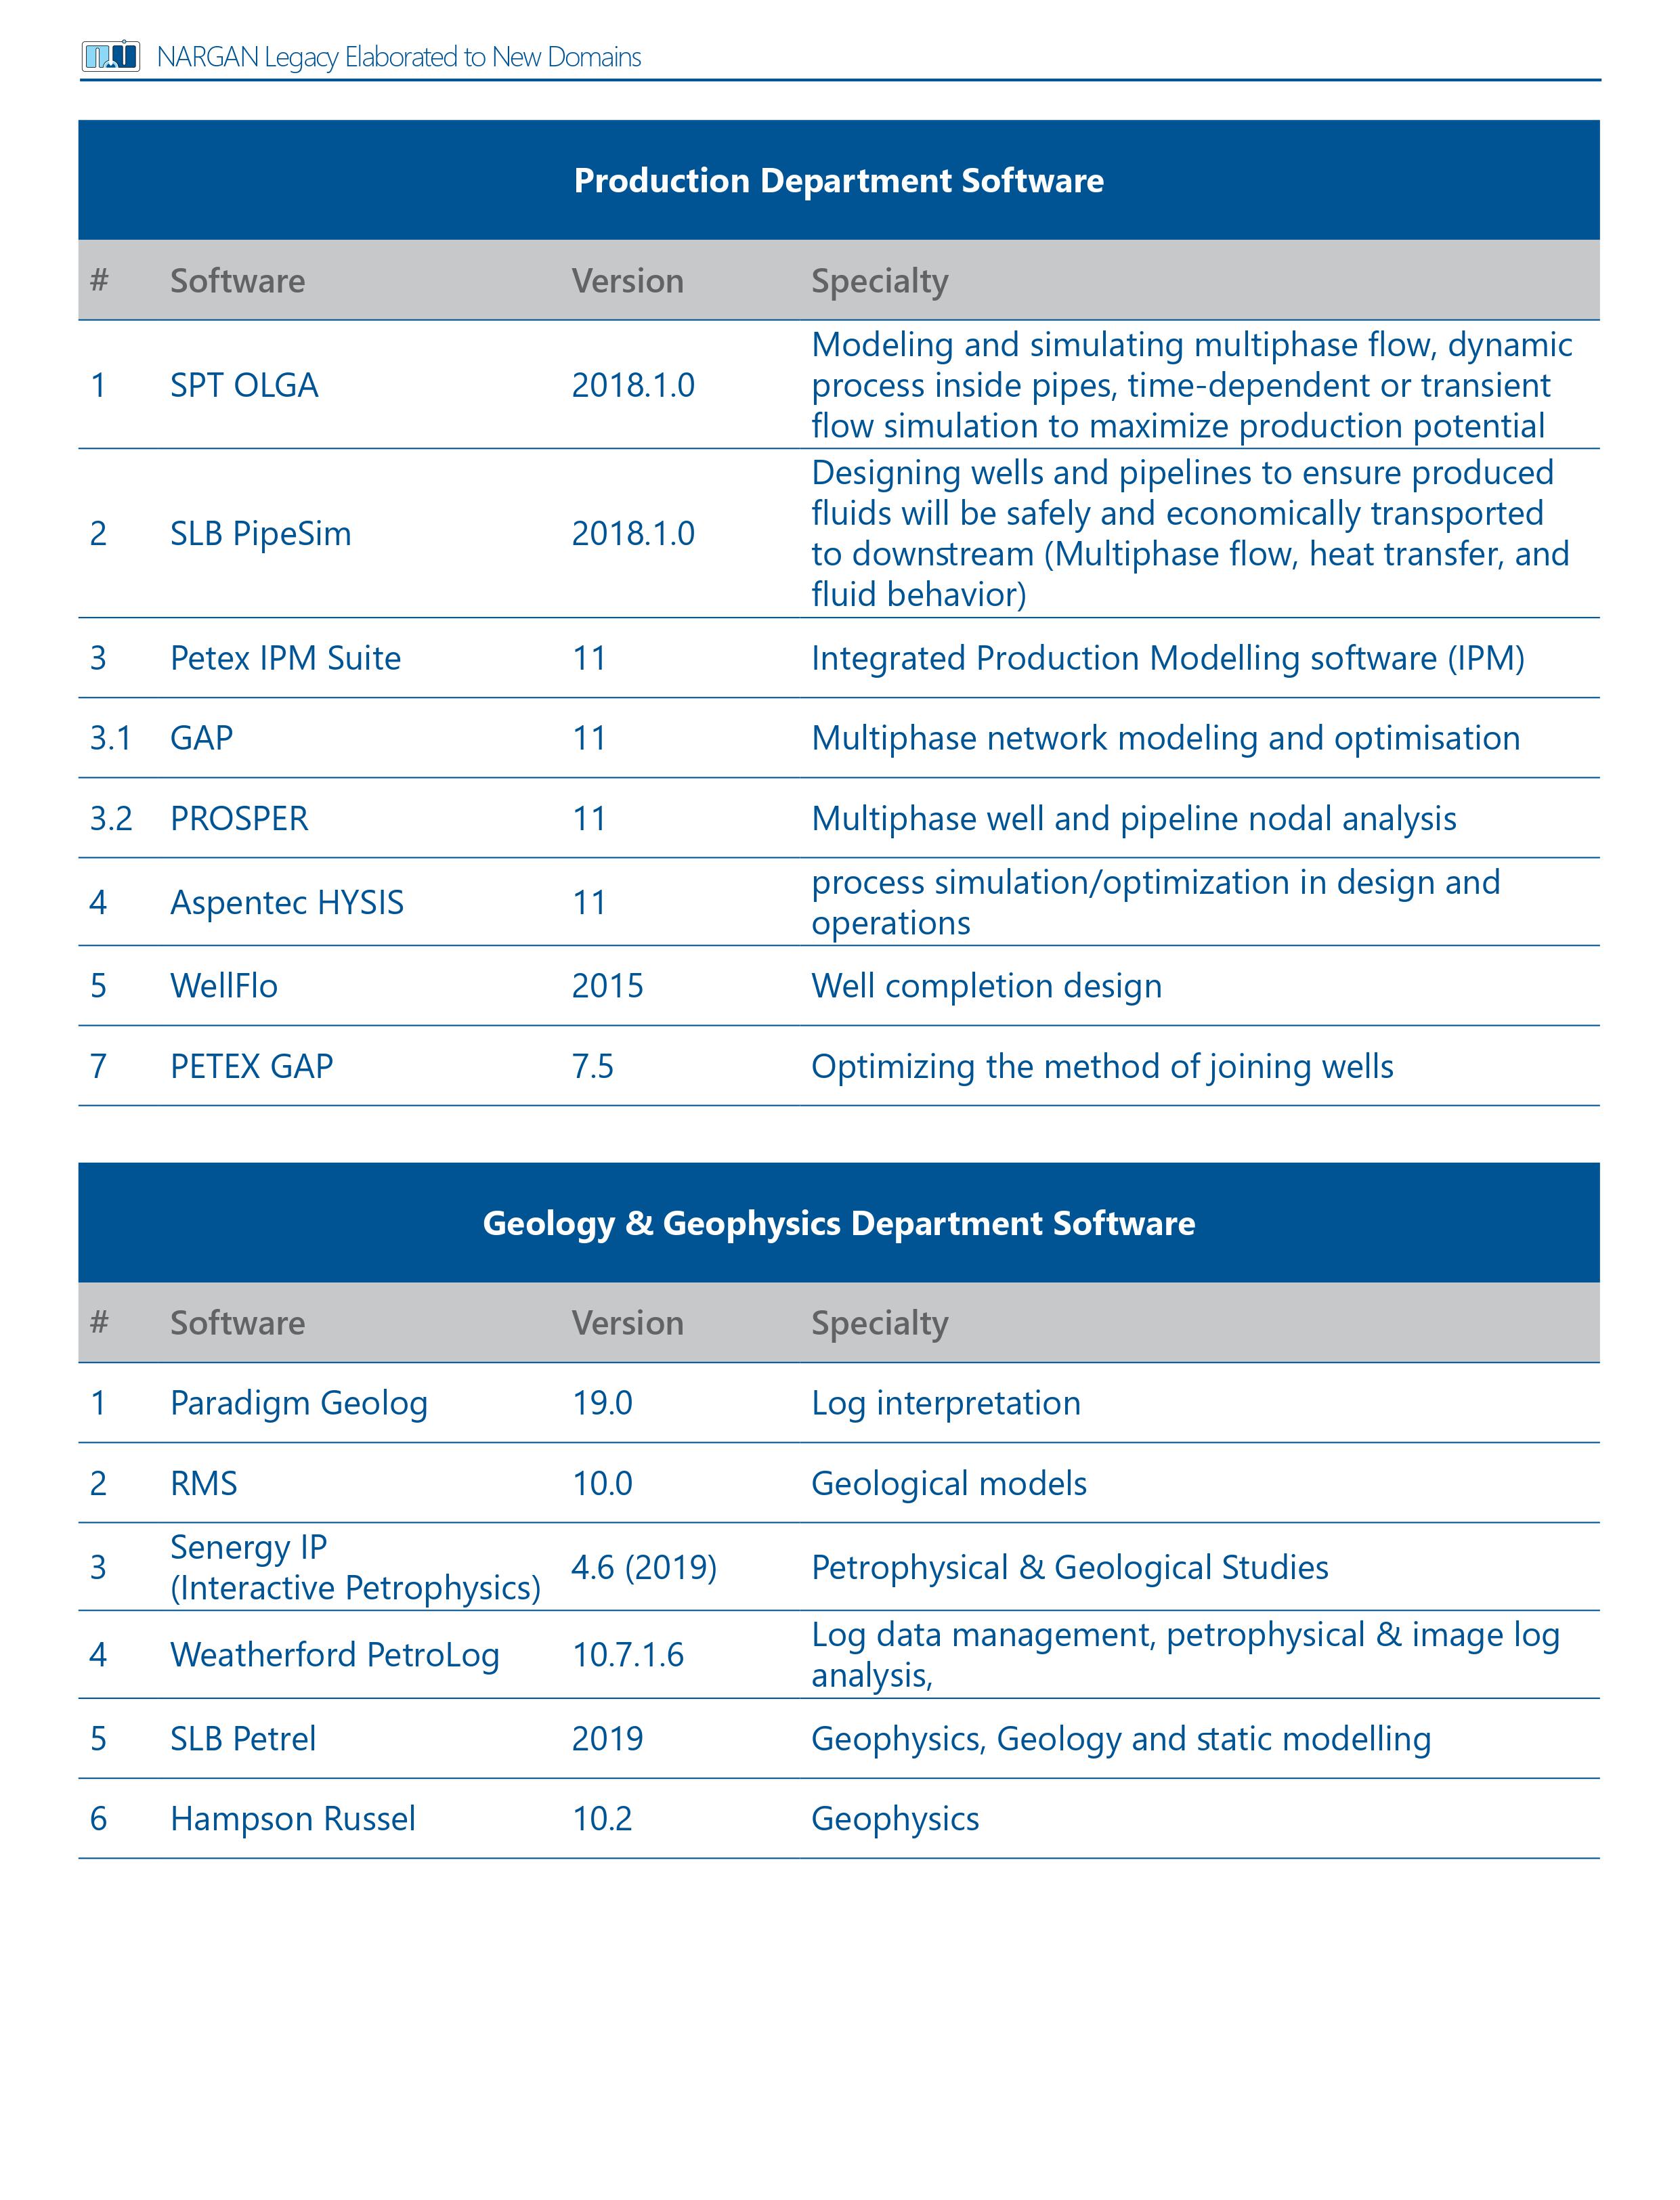 NARGAN Legacy Elaborated to New Domains
Production Department Software
# Software Version Specialty
1 SPT OLGA 2018.1.0 Modeling and simulating multiphase flow, dynamic
process inside pipes, time-dependent or transient
flow simulation to maximize production potential
2 SLB PipeSim 2018.1.0 Designing wells and pipelines to ensure produced
fluids will be safely and economically transported
to downstream (Multiphase flow, heat transfer, and
fluid behavior)
3 Petex IPM Suite 11 Integrated Production Modelling software (IPM)
3.1 GAP 11 Multiphase network modeling and optimisation
3.2 PROSPER 11 Multiphase well and pipeline nodal analysis
4 Aspentec HYSIS 11 process simulation/optimization in design and
operations
5 WellFlo 2015 Well completion design
7 PETEX GAP 7.5 Optimizing the method of joining wells
Geology & Geophysics Department Software
# Software Version Specialty
1 Paradigm Geolog 19.0 Log interpretation
2 RMS 10.0 Geological models
3 Senergy IP
(Interactive Petrophysics) 4.6 (2019) Petrophysical & Geological Studies
4 Weatherford PetroLog 10.7.1.6 Log data management, petrophysical & image log
analysis,
5 SLB Petrel 2019 Geophysics, Geology and static modelling
6 Hampson Russel 10.2 Geophysics